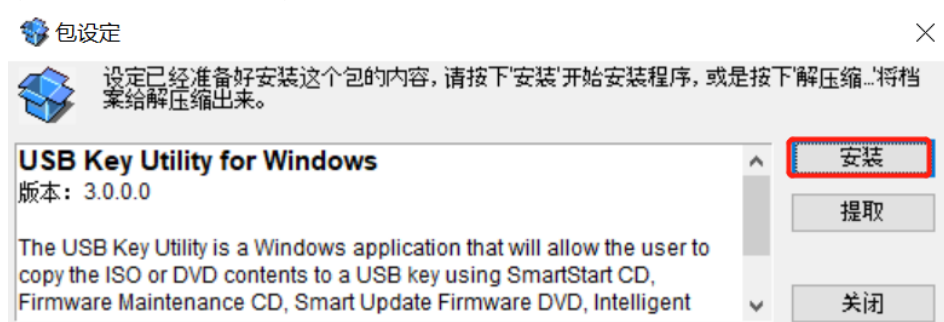 包设定
设定已经准备好安装这个包的内容，请按下'安装'开始安装程序，或是按下'解压缩...'将档
案给解压缩出来。
USB Key Utility for Windows
版本： 3.0.0.0
The USB Key Utility is a Windows application that will allow the user to
copy the ISO or DVD contents to a USB key using SmartStart CD,
Firmware Maintenance CD, Smart Update Firmware DVD, Intelligent
安装
提取
关闭